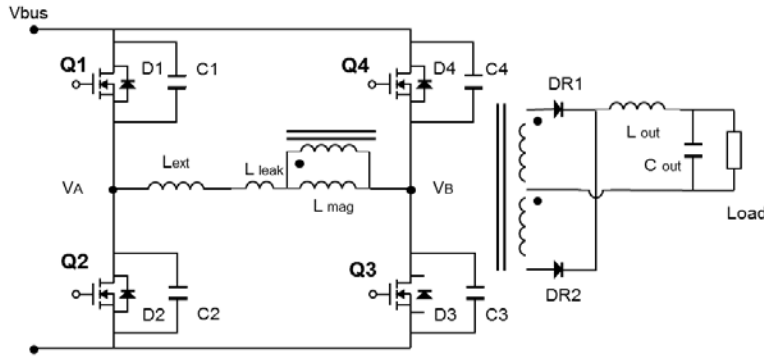 Vbus
Q1 D1 C1 Q4 D4 C4
DR1
L out
C out
Lext L leak
VA VB
L mag
Load
Q2 D2 C2 Q3 D3 C3
DR2